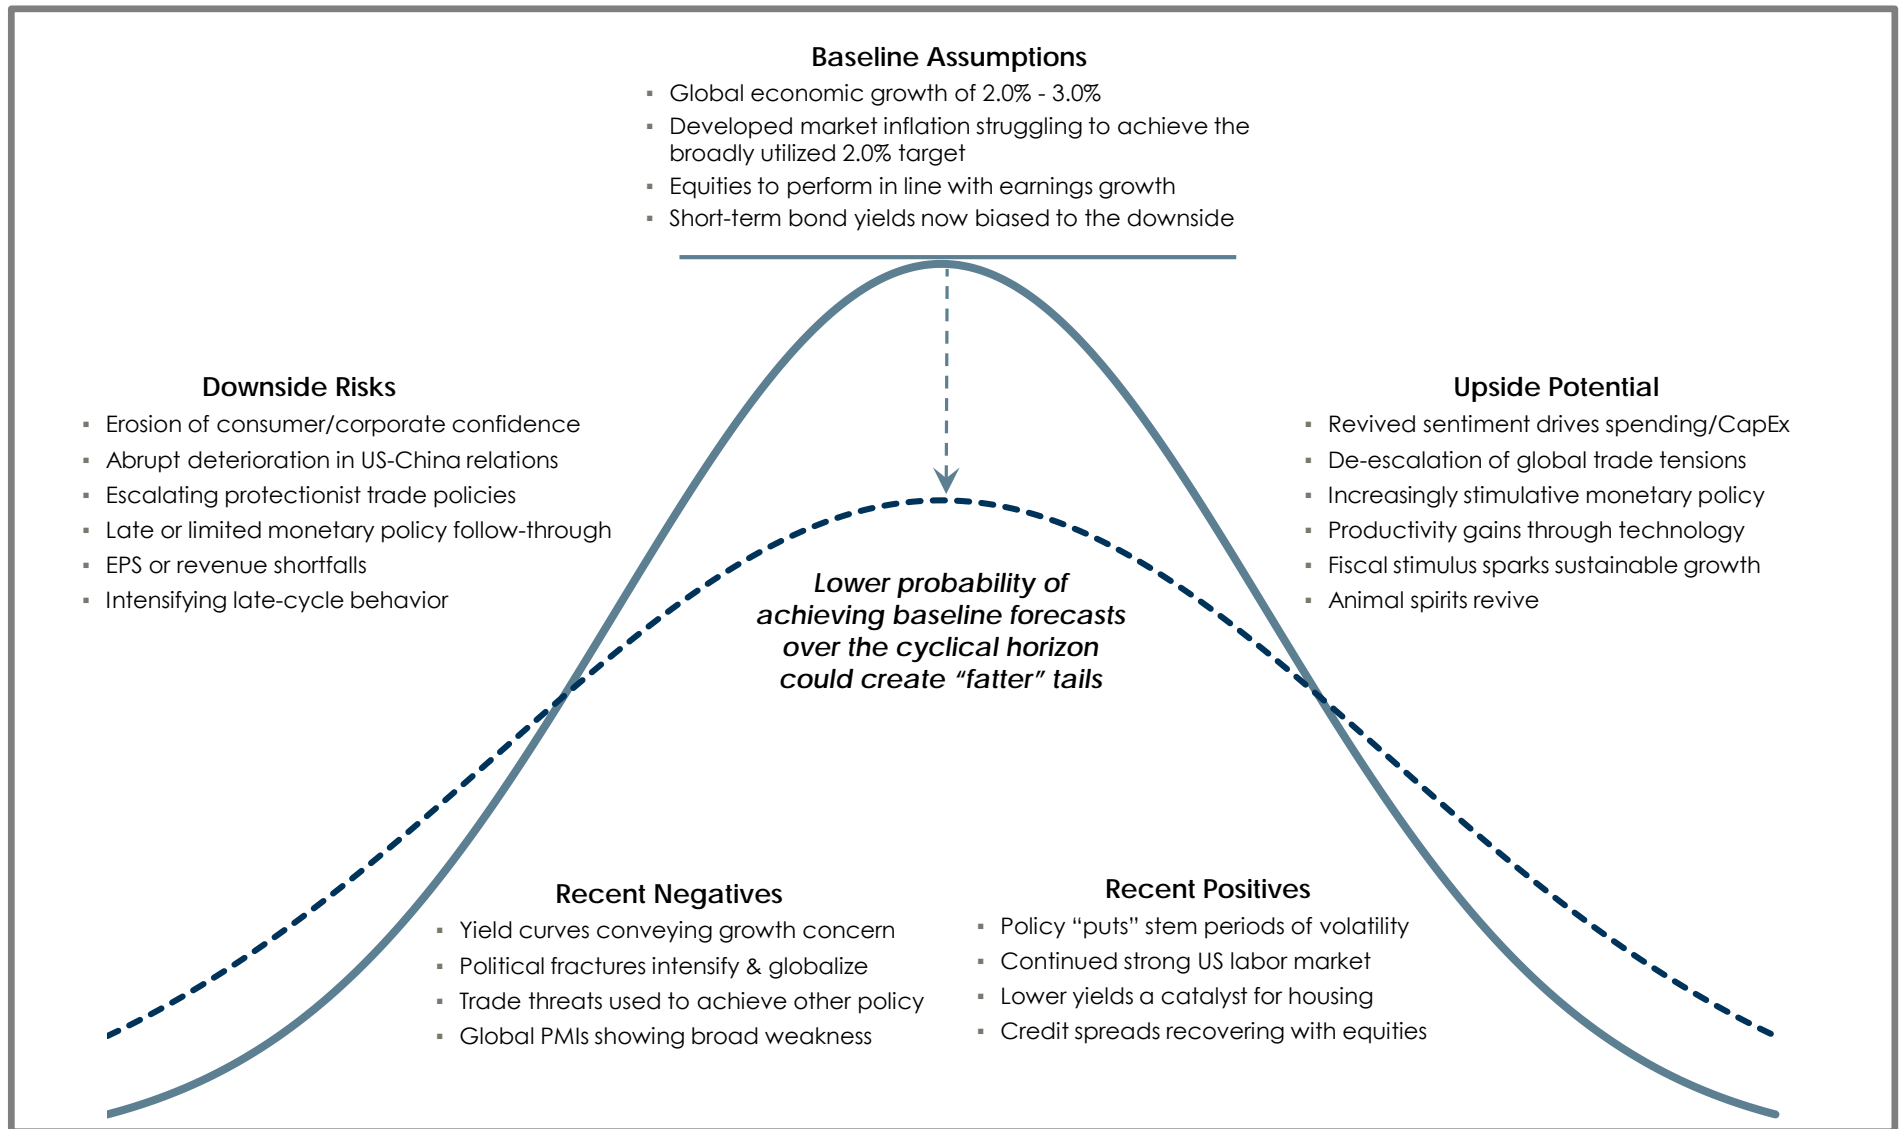 Baseline Assumptions
▪ Global economic growth of 2.0% - 3.0%
▪ Developed market inflation struggling to achieve the
broadly utilized 2.0% target
▪ Equities to perform in line with earnings growth
▪ Short-term bond yields now biased to the downside
Downside Risks
▪ Erosion of consumer/corporate confidence
▪ Abrupt deterioration in US-China relations
▪ Escalating protectionist trade policies
▪ Late or limited monetary policy follow-through
▪ EPS or revenue shortfalls
▪ Intensifying late-cycle behavior
Upside Potential
▪ Revived sentiment drives spending/CapEx
▪ De-escalation of global trade tensions
▪ Increasingly stimulative monetary policy
▪ Productivity gains through technology
▪ Fiscal stimulus sparks sustainable growth
▪ Animal spirits revive
Lower probability of
achieving baseline forecasts
over the cyclical horizon
could create “fatter” tails
Recent Negatives
▪ Yield curves conveying growth concern
▪ Political fractures intensify & globalize
▪ Trade threats used to achieve other policy
▪ Global PMIs showing broad weakness
Recent Positives
▪ Policy “puts” stem periods of volatility
▪ Continued strong US labor market
▪ Lower yields a catalyst for housing
▪ Credit spreads recovering with equities